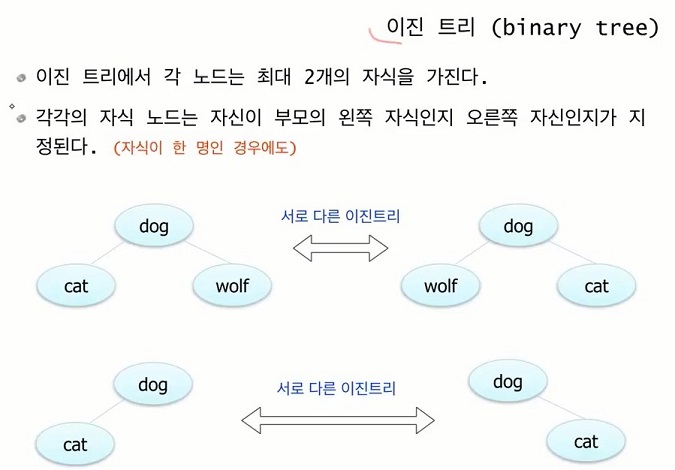 이진 트리 (binary tree)
이진 트리에서 각 노드는 최대 2개의 자식을 가진다.
각각의 자식 노드는 자신이 부모의 왼쪽 자식인지 오른쪽 자신인지가 지
정된다. (자식이 한 명인 경우에도)
서로 다른 이진트리
dog dog
cat wolf wolf cat
서로 다른 이진트리
dog dog
cat cat